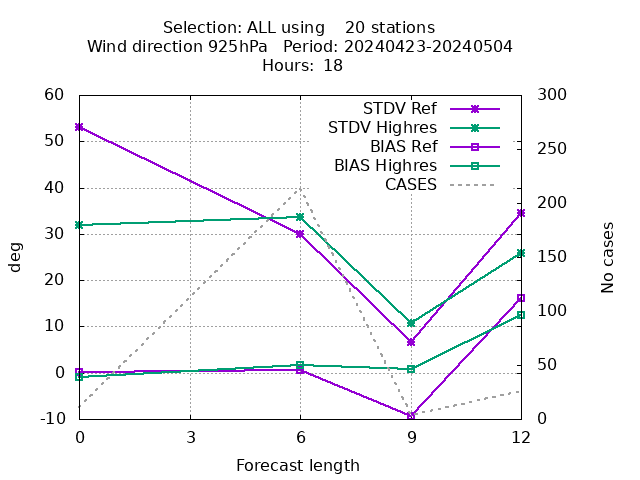 Selection: ALL using    20 stations
Wind direction 925hPa   Period: 20240423-20240504
Hours: 18
60
50
40
30
20
10
0
-10
deg
300
250
200
150
100
50
0
No cases
STDV Ref
STDV Highres
BIAS Ref
BIAS Highres
CASES
0 3 6 9 12
Forecast length